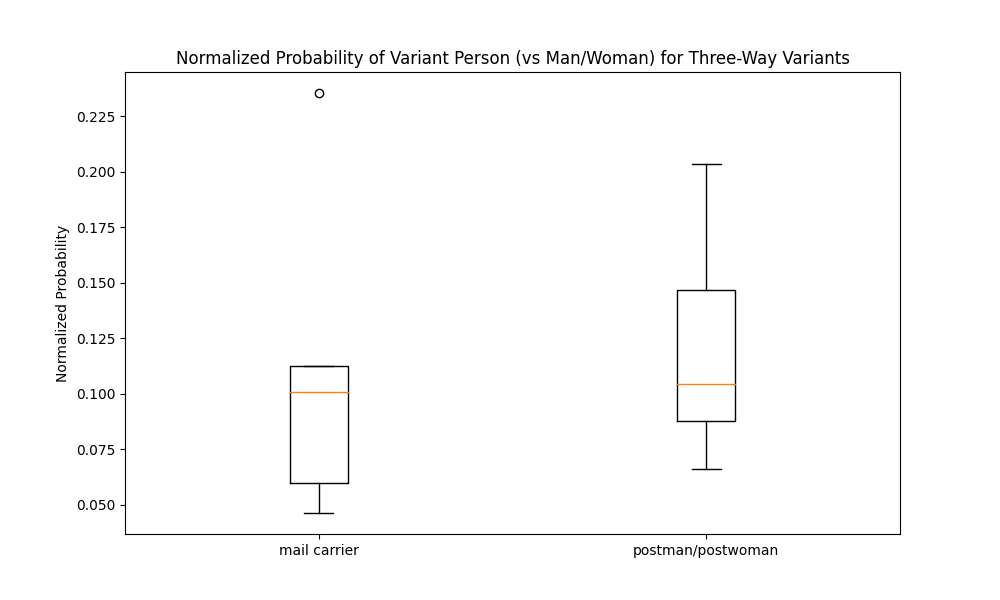 Normalized Probability of Variant Person (vs Man/Woman) for Three-Way Variants
Normalized Probability
0.225
0.200
0.175
0.150
0.125
0.100
0.075
0.050
mail carrier
postman/postwoman